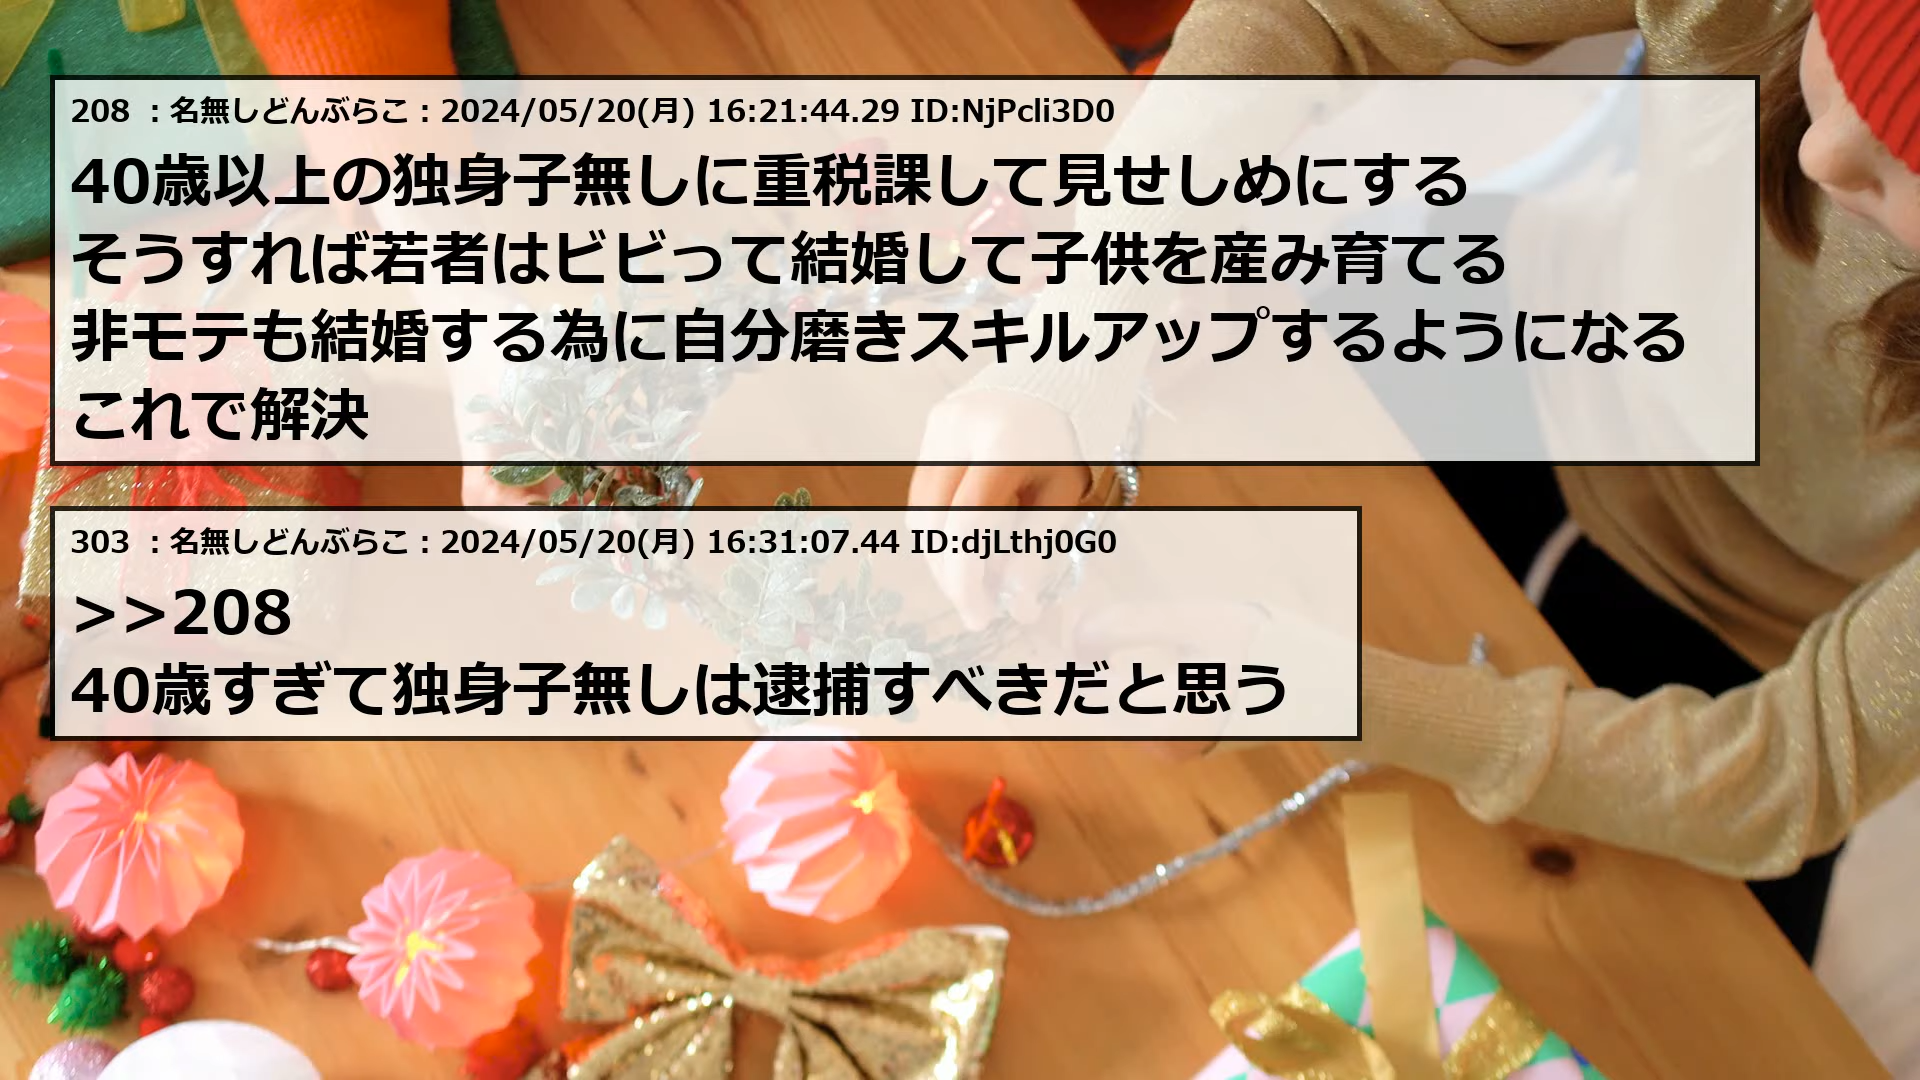 208 ：名無しどんぶらこ：2024/05/20(月) 16:21:44.29 ID:NjPcli3D0
40歳以上の独身子無しに重税課して見せしめにする
そうすれば若者はビビって結婚して子供を産み育てる
非モテも結婚する為に自分磨きスキルアップするようになる
これで解決
303 ：名無しどんぶらこ：2024/05/20(月) 16:31:07.44 ID:djLthj0G0
>>208
40歳すぎて独身子無しは逮捕すべきだと思う